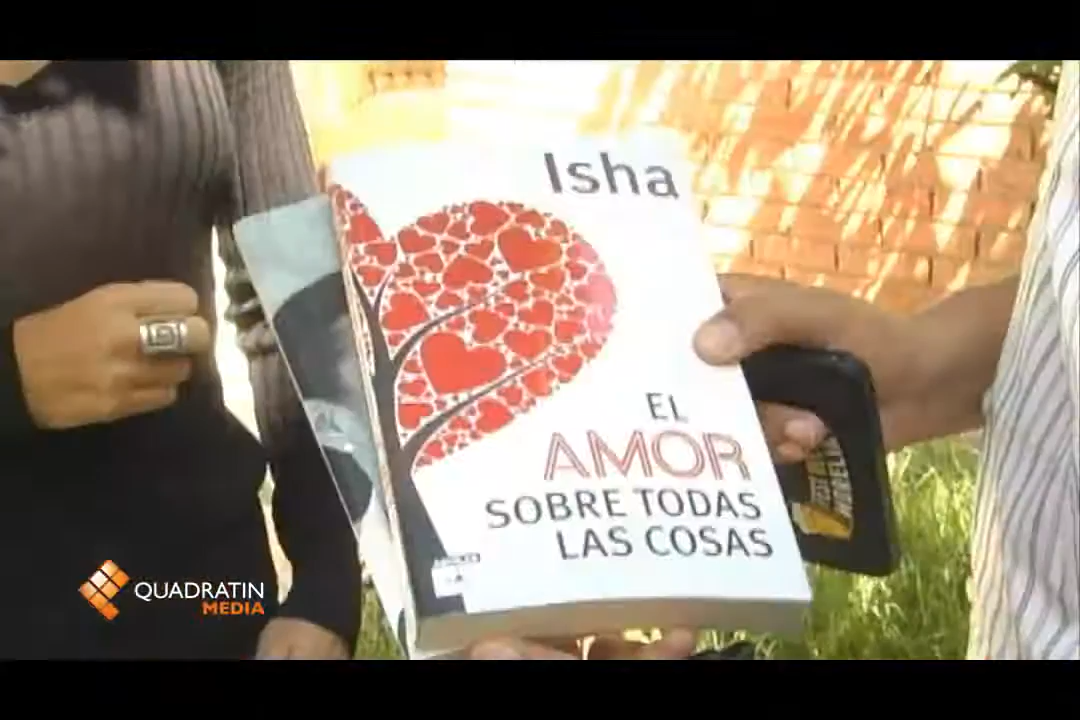 Isha
EL
AMOR
SOBRE TODAS
LAS COSAS
QUADRATIN
MEDIA